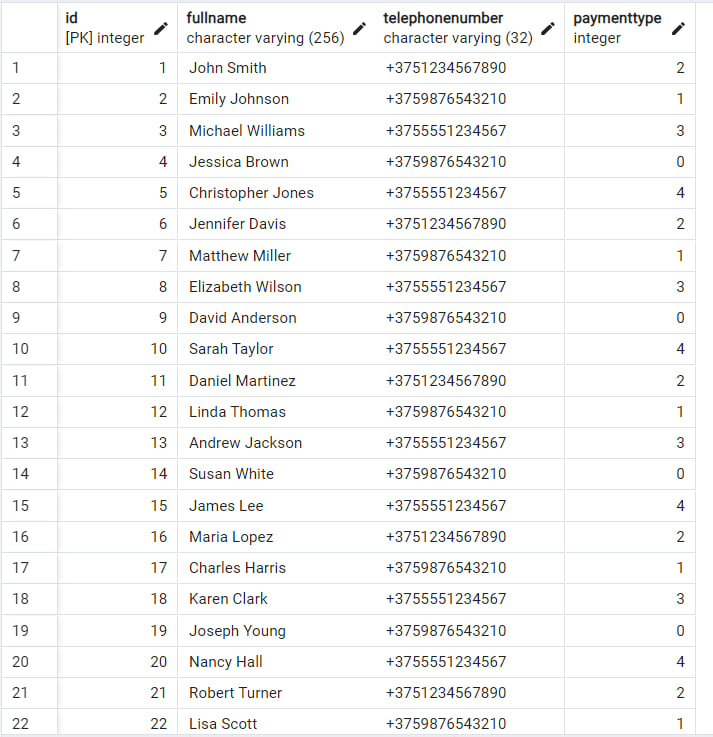 id fullname telephonenumber paymenttype
[PK] integer character varying (256) character varying (32) integer
1 1 John Smith +3751234567890 2
2 2 Emily Johnson +3759876543210 1
3 3 Michael Williams +3755551234567 3
4 4 Jessica Brown +3759876543210 0
5 5 Christopher Jones +3755551234567 4
6 6 Jennifer Davis +3751234567890 2
7 7 Matthew Miller +3759876543210 1
8 8 Elizabeth Wilson +3755551234567 3
9 9 David Anderson +3759876543210 0
10 10 Sarah Taylor +3755551234567 4
11 11 Daniel Martinez +3751234567890 2
12 12 Linda Thomas +3759876543210 1
13 13 Andrew Jackson +3755551234567 3
14 14 Susan White +3759876543210 0
15 15 James Lee +3755551234567 4
16 16 Maria Lopez +3751234567890 2
17 17 Charles Harris +3759876543210 1
18 18 Karen Clark +3755551234567 3
19 19 Joseph Young +3759876543210 0
20 20 Nancy Hall +3755551234567 4
21 21 Robert Turner +3751234567890 2
22 22 Lisa Scott +3759876543210 1